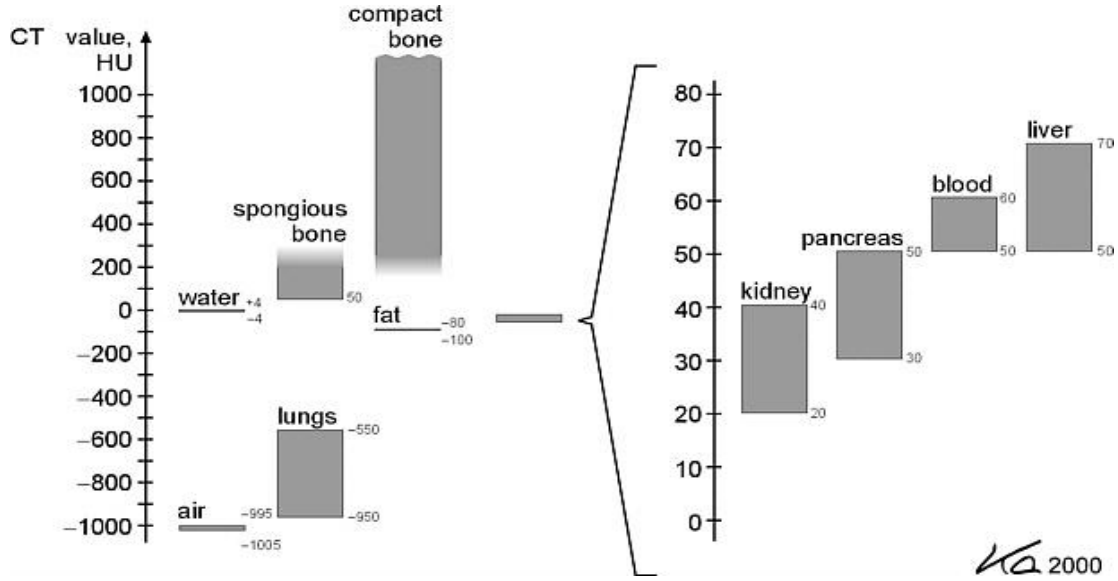 CT value,
HU
1000
800
600
400
200
0
−200
−400
−600
−800
−1000
compact
bone
spongious
bone
50
water +4
−4
fat −80
−100
lungs −550
−950
air −995
−1005
80
70
60
50
40
30
20
10
0
liver 70
50
blood 60
50
pancreas 50
30
kidney 40
20
2000